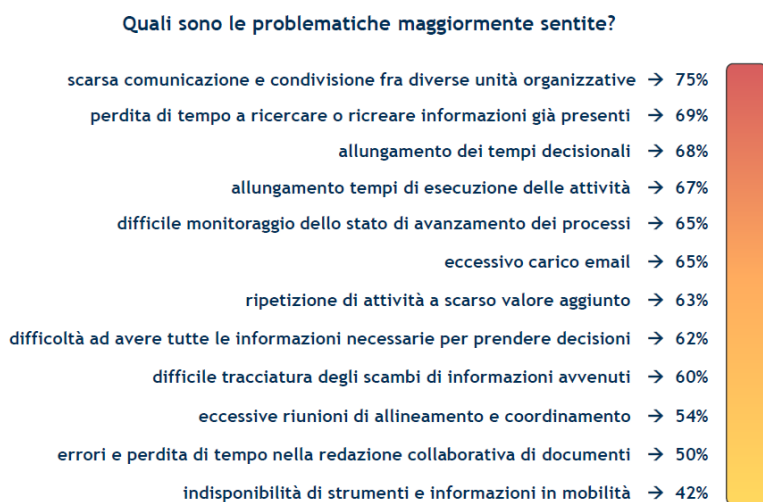 Quali sono le problematiche maggiormente sentite?
scarsa comunicazione e condivisione fra diverse unità organizzative → 75%
perdita di tempo a ricercare o ricreare informazioni già presenti → 69%
allungamento dei tempi decisionali → 68%
allungamento tempi di esecuzione delle attività → 67%
difficile monitoraggio dello stato di avanzamento dei processi → 65%
eccessivo carico email → 65%
ripetizione di attività a scarso valore aggiunto → 63%
difficoltà ad avere tutte le informazioni necessarie per prendere decisioni → 62%
difficile tracciatura degli scambi di informazioni avvenuti → 60%
eccessive riunioni di allineamento e coordinamento → 54%
errori e perdita di tempo nella redazione collaborativa di documenti → 50%
indisponibilità di strumenti e informazioni in mobilità → 42%